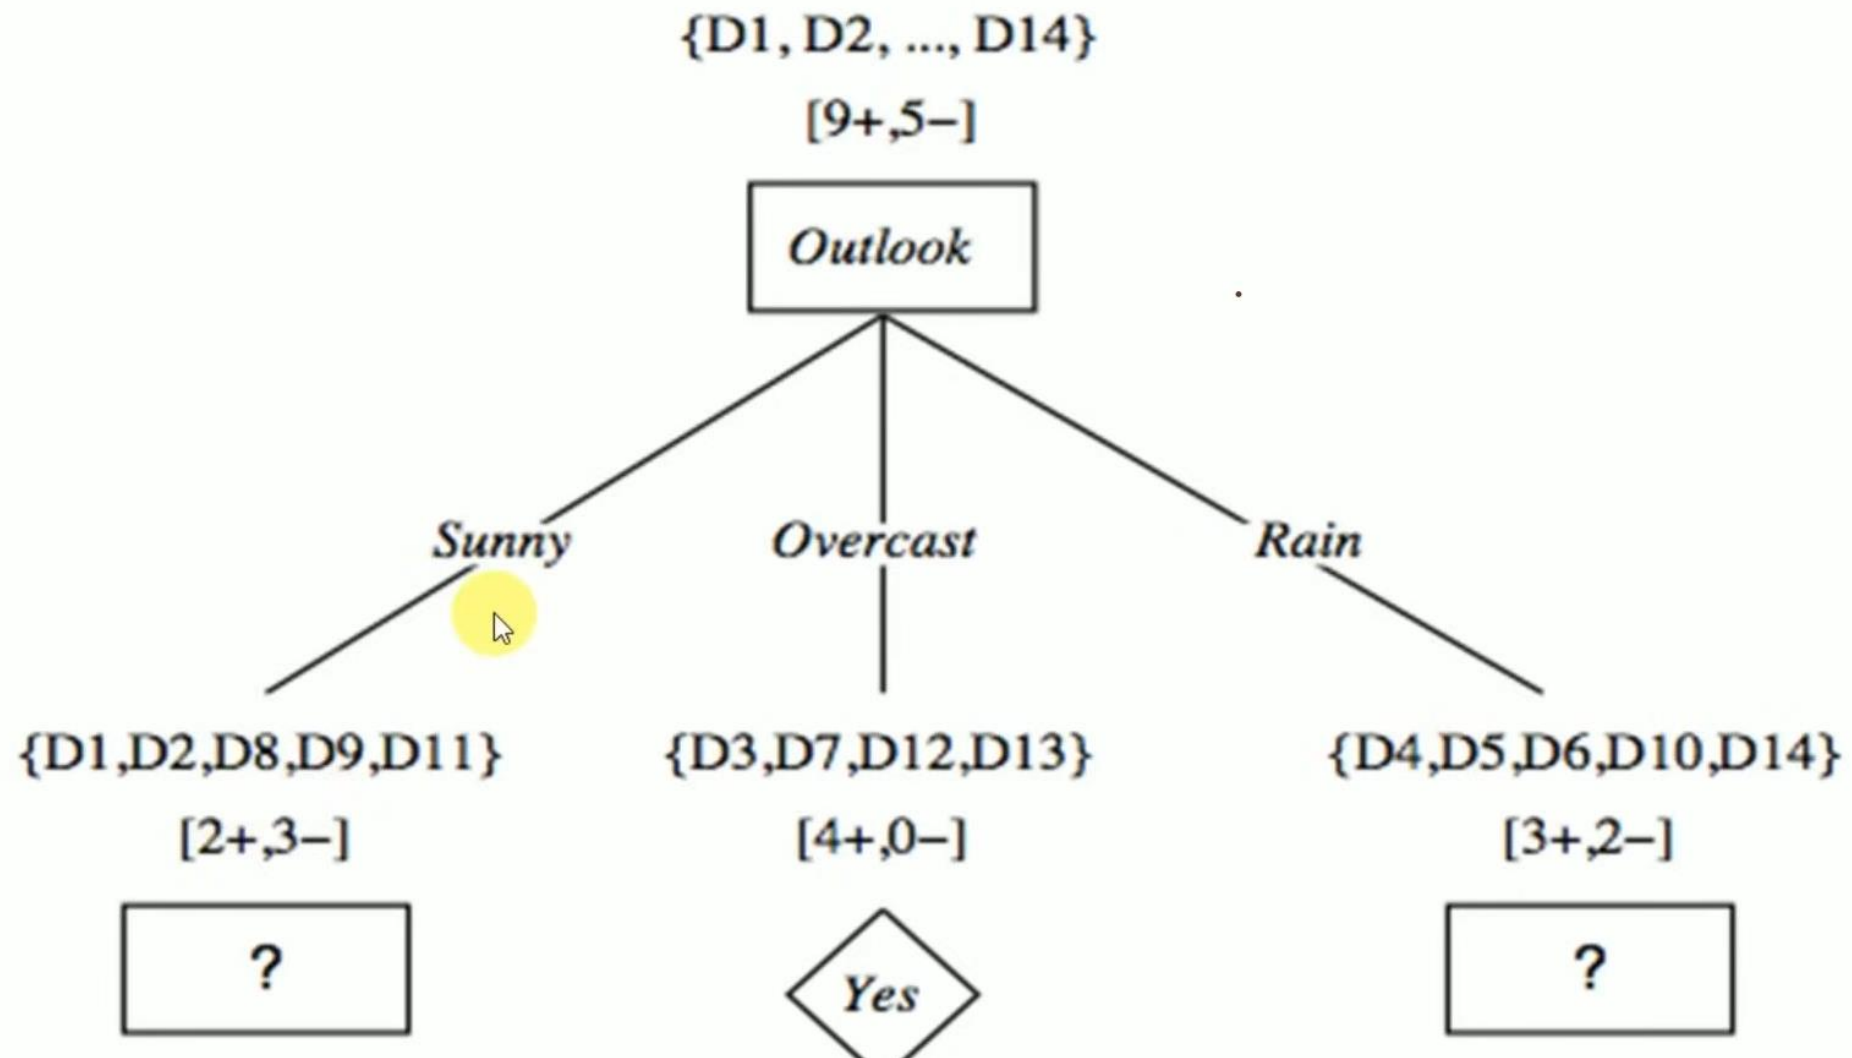 {D1, D2, ..., D14}
[9+,5−]
Outlook
Sunny Overcast Rain
{D1,D2,D8,D9,D11} {D3,D7,D12,D13} {D4,D5,D6,D10,D14}
[2+,3−] [4+,0−] [3+,2−]
? Yes ?